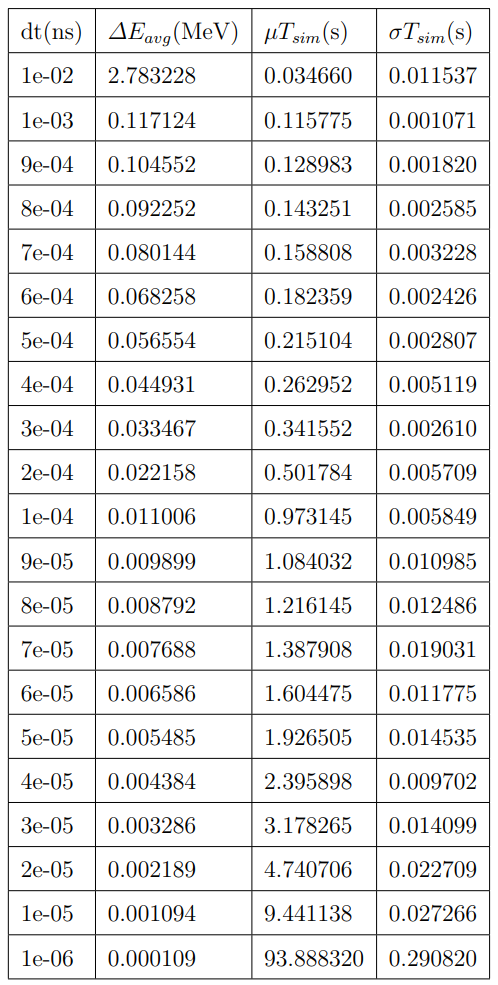 dt(ns) ΔE_avg(MeV) μT_sim(s) σT_sim(s)
1e-02 2.783228 0.034660 0.011537
1e-03 0.117124 0.115775 0.001071
9e-04 0.104552 0.128983 0.001820
8e-04 0.092252 0.143251 0.002585
7e-04 0.080144 0.158808 0.003228
6e-04 0.068258 0.182359 0.002426
5e-04 0.056554 0.215104 0.002807
4e-04 0.044931 0.262952 0.005119
3e-04 0.033467 0.341552 0.002610
2e-04 0.022158 0.501784 0.005709
1e-04 0.011006 0.973145 0.005849
9e-05 0.009899 1.084032 0.010985
8e-05 0.008792 1.216145 0.012486
7e-05 0.007688 1.387908 0.019031
6e-05 0.006586 1.604475 0.011775
5e-05 0.005485 1.926505 0.014535
4e-05 0.004384 2.395898 0.009702
3e-05 0.003286 3.178265 0.014099
2e-05 0.002189 4.740706 0.022709
1e-05 0.001094 9.441138 0.027266
1e-06 0.000109 93.888320 0.290820